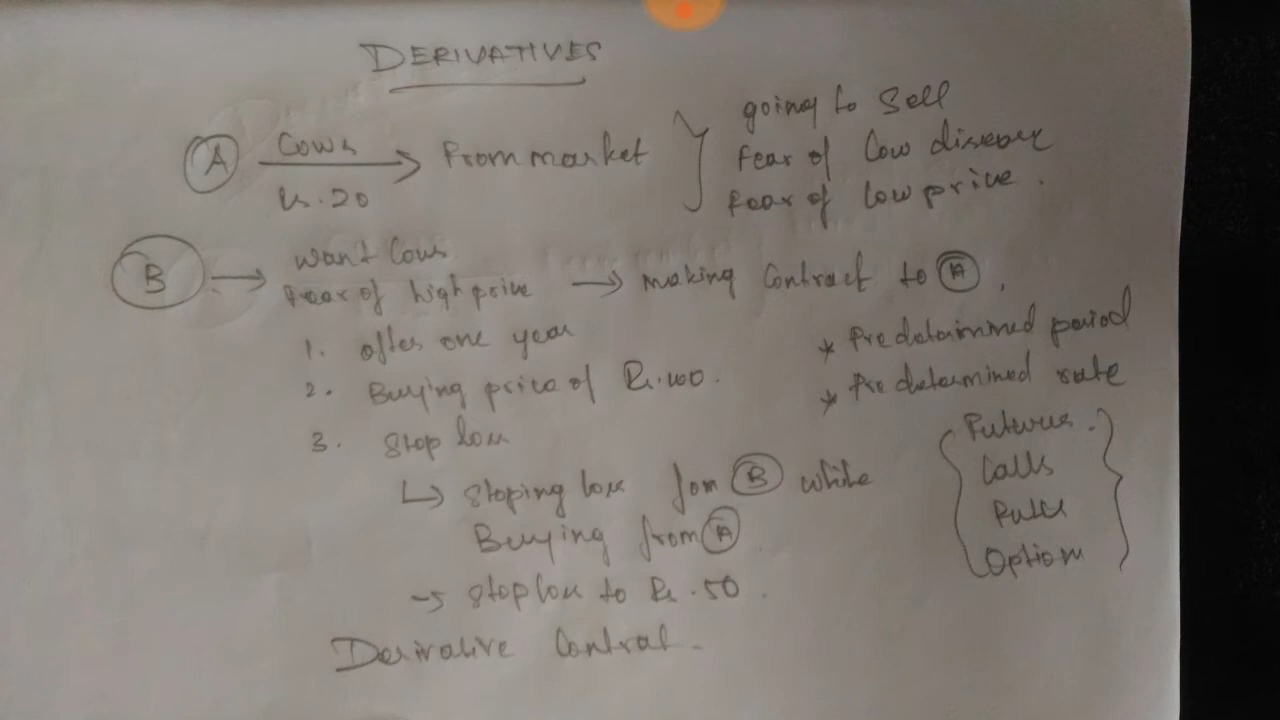 DERIVATIVES
A Cows → From market } going to sell
Rs.20 fear of Cow disease
fear of low price.
B → want Cows
fear of high price → making Contract to A.
1. after one year
* Predetermined period
2. Buying price of Rs.100.
* Predetermined rate
3. Stop loss
Futures.
Calls
Puts
Option
↳ stoping loss from B while
Buying from A
→ stop loss to Rs.50.
Derivative Contrat.